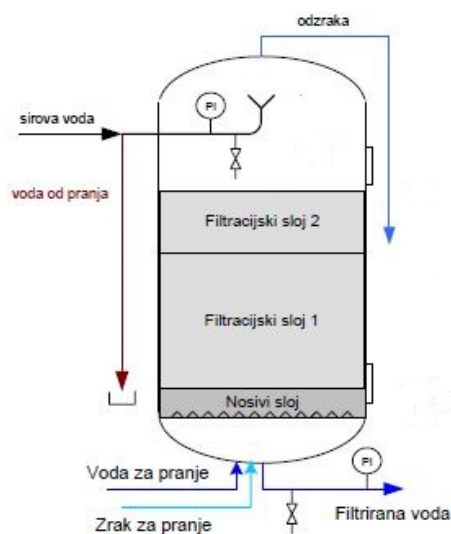 odzraka
PI
sirova voda
voda od pranja
Filtracijski sloj 2
Filtracijski sloj 1
Nosivi sloj
PI
Voda za pranje
Zrak za pranje
Filtrirana voda